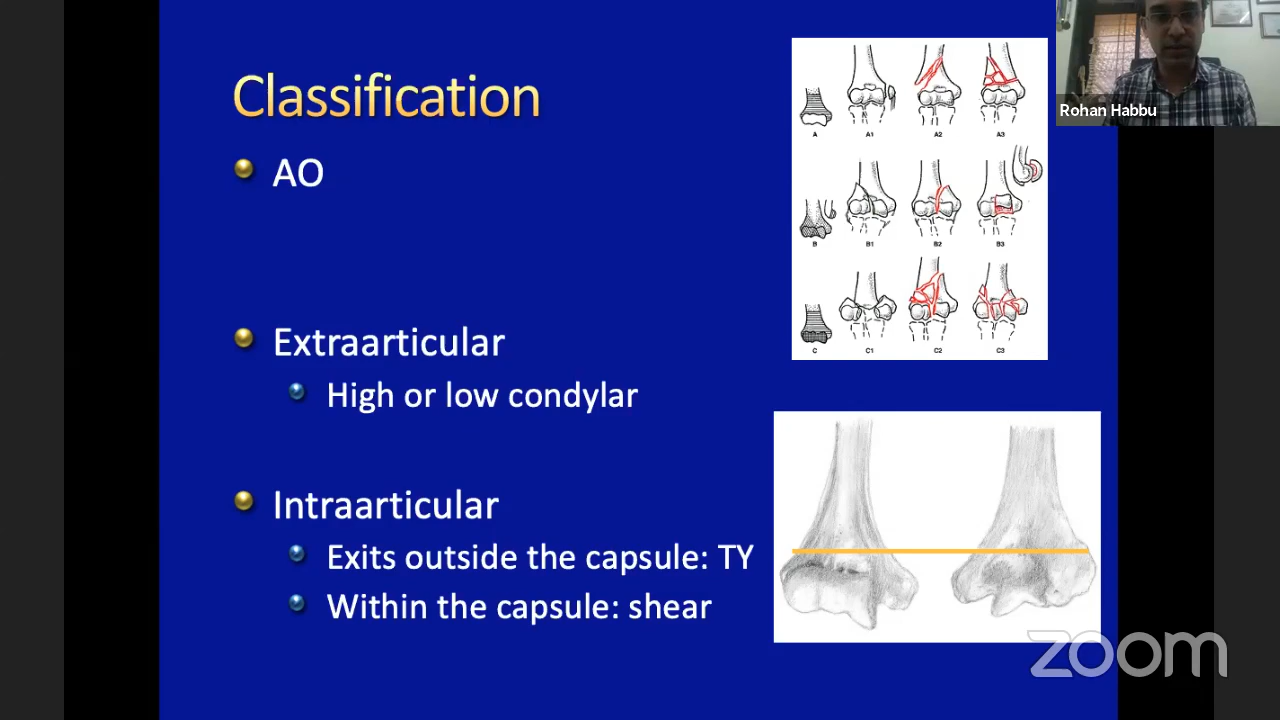 Classification
AO
Extraarticular
High or low condylar
Intraarticular
Exits outside the capsule: TY
Within the capsule: shear
A
A1
A2
A3
B
B1
B2
B3
C
C1
C2
C3
Rohan Habbu
zoom